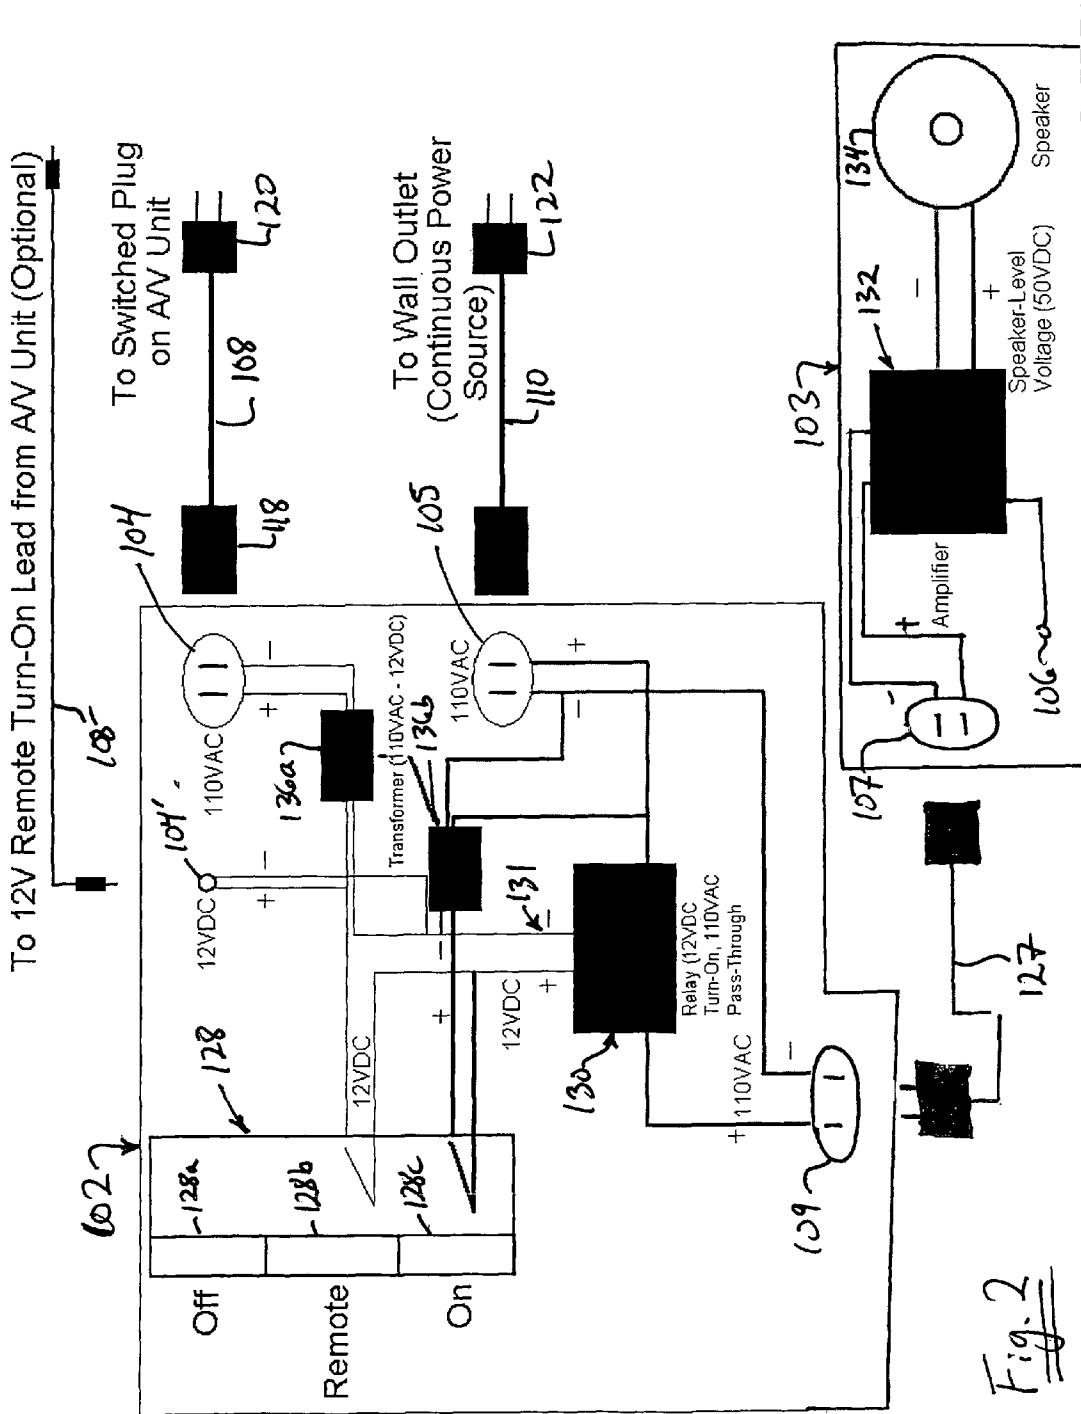 To 12V Remote Turn-On Lead from A/V Unit (Optional)
108
To Switched Plug
on A/V Unit
120
168
118
104
To Wall Outlet
(Continuous Power
Source)
122
110
105
104'
12VDC
+
−
110VAC
+
−
136a
Transformer (110VAC - 12VDC)
136b
110VAC
−
+
102
128
128a
128b
128c
Off
Remote
On
12VDC
+
−
131
12VDC
+
−
130
Relay (12VDC
Turn-On, 110VAC
Pass-Through
+ 110VAC
−
109
127
103
132
134
−
+
Speaker
Speaker-Level
Voltage (50VDC)
Amplifier
−
+
107
106
Fig. 2